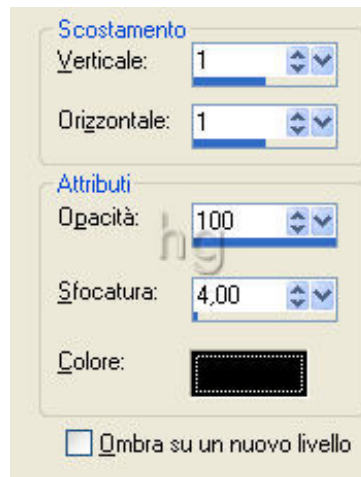 Scostamento
Verticale: 1
Orizzontale: 1
Attributi
Opacità: 100
hg
Sfocatura: 4,00
Colore:
Ombra su un nuovo livello